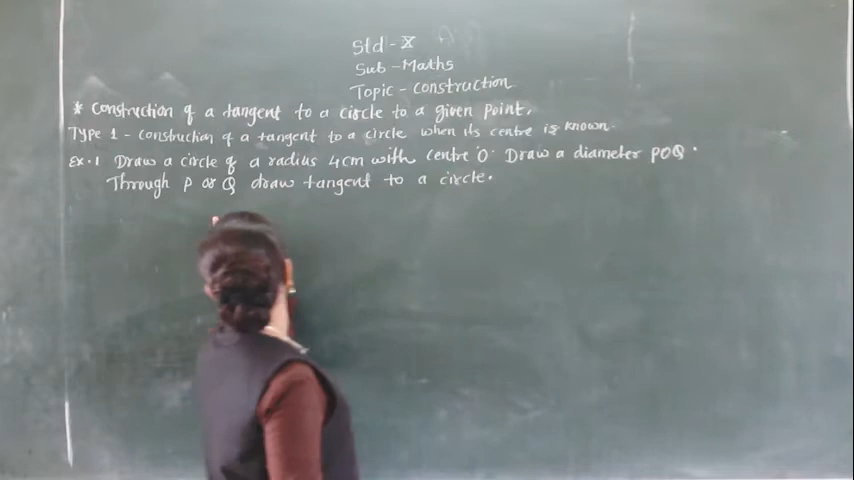 Std - X
Sub - Maths
Topic - construction
* Construction of a tangent to a circle to a given point.
Type 1 - Construction of a tangent to a circle when its centre is known.
Ex. 1 Draw a circle of a radius 4cm with centre 'O'. Draw a diameter POQ.
Through P or Q draw tangent to a circle.